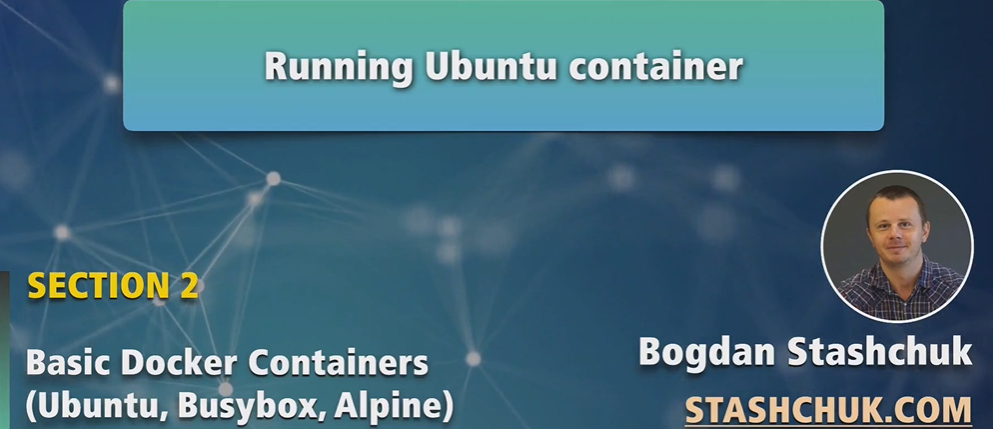 Running Ubuntu container
SECTION 2
Basic Docker Containers
(Ubuntu, Busybox, Alpine)
Bogdan Stashchuk
STASHCHUK.COM